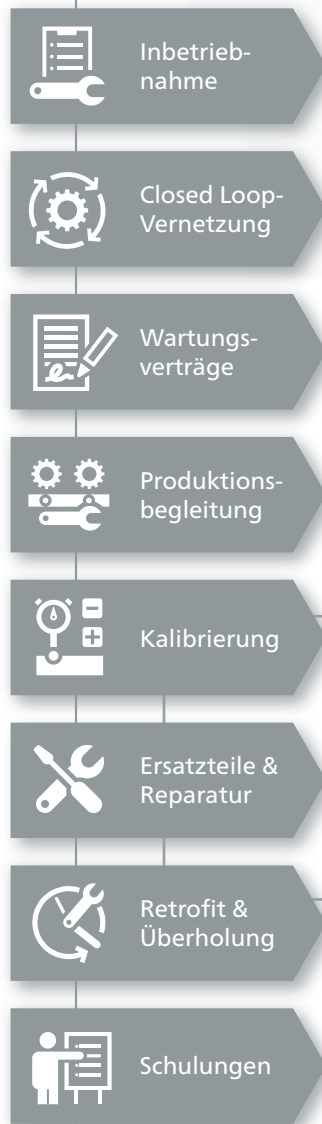 Inbetrieb-
nahme
Closed Loop-
Vernetzung
Wartungs-
verträge
Produktions-
begleitung
Kalibrierung
Ersatzteile &
Reparatur
Retrofit &
Überholung
Schulungen